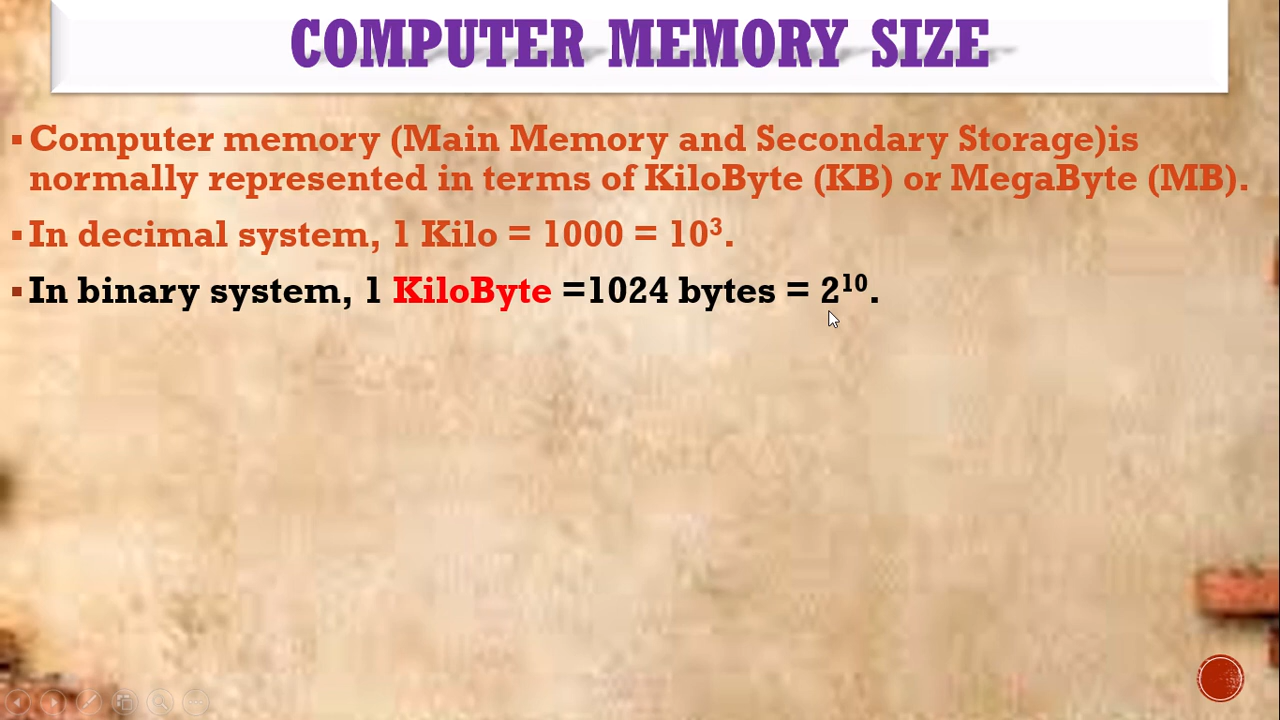 COMPUTER MEMORY SIZE
▪Computer memory (Main Memory and Secondary Storage)is
normally represented in terms of KiloByte (KB) or MegaByte (MB).
▪In decimal system, 1 Kilo = 1000 = 10³.
▪In binary system, 1 KiloByte =1024 bytes = 2¹⁰.